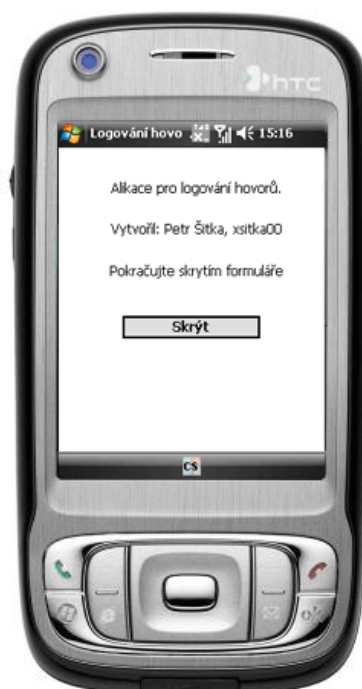 hTC
Logování hovo 15:16
Alikace pro logování hovorů.
Vytvořil: Petr Šitka, xsitka00
Pokračujte skrytím formuláře
Skrýt
CS